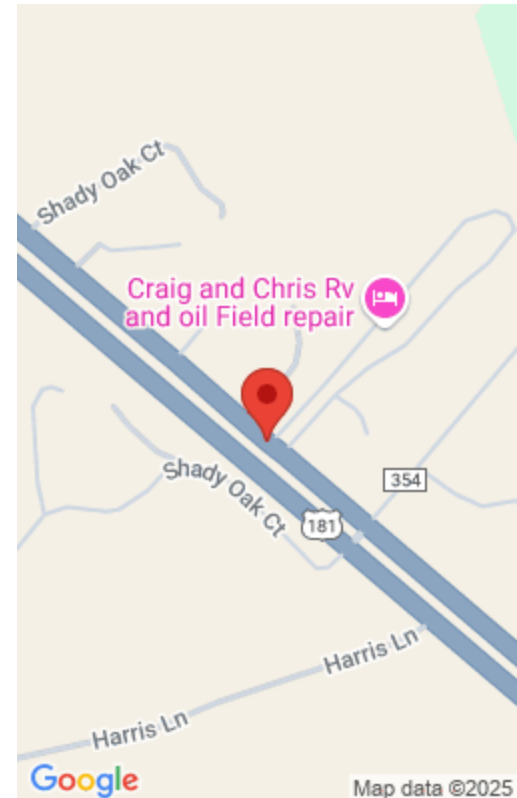 Shady Oak Ct
Craig and Chris Rv
and oil Field repair
Shady Oak Ct
354
181
Harris Ln
Harris Ln
Google
Map data ©2025